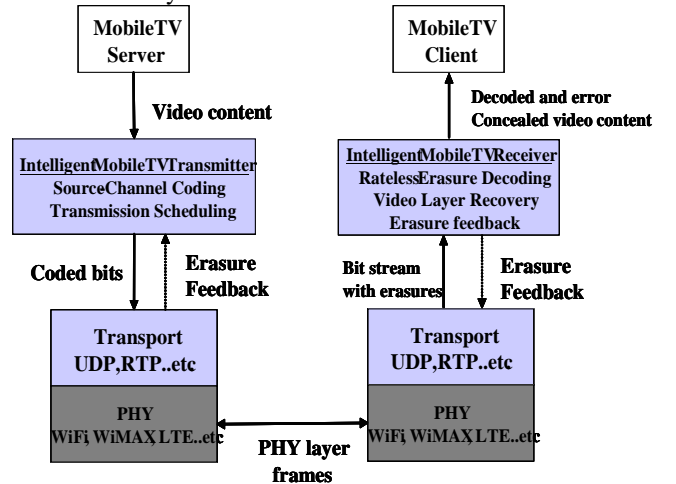 MobileTV
Server
MobileTV
Client
Video content
Decoded and error
Concealed video content
IntelligentMobileTVTransmitter
Source-Channel Coding
Transmission Scheduling
IntelligentMobileTVReceiver
RatelessErasure Decoding
Video Layer Recovery
Erasure feedback
Coded bits
Erasure
Feedback
Bit stream
with erasures
Erasure
Feedback
Transport
UDP,RTP..etc
PHY
WiFi, WiMAX, LTE..etc
Transport
UDP,RTP..etc
PHY
WiFi, WiMAX, LTE..etc
PHY layer
frames